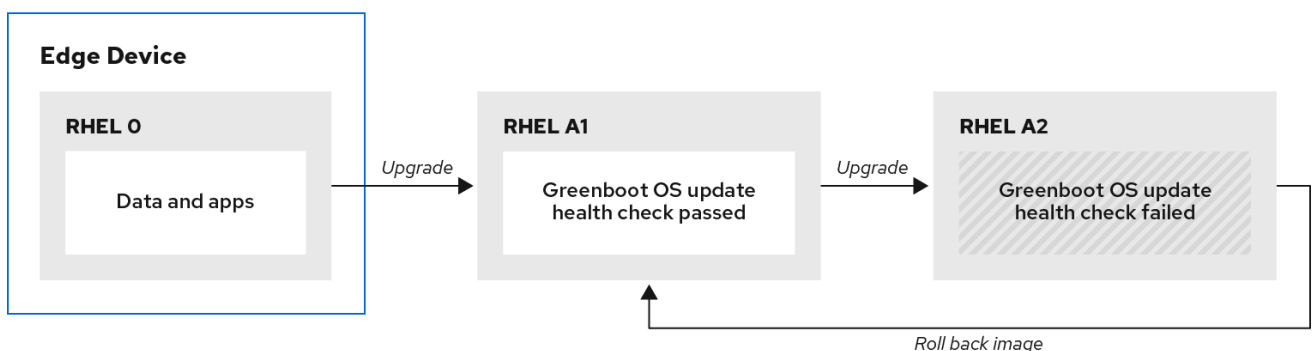 Edge Device
RHEL 0
Data and apps
Upgrade
RHEL A1
Greenboot OS update
health check passed
Upgrade
RHEL A2
Greenboot OS update
health check failed
Roll back image